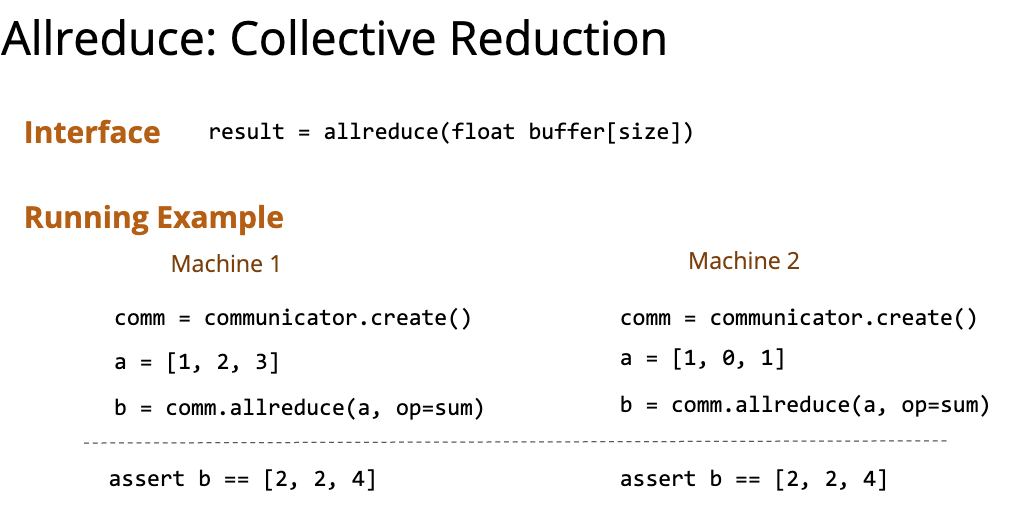 Allreduce: Collective Reduction
Interface result = allreduce(float buffer[size])
Running Example
Machine 1 Machine 2
comm = communicator.create() comm = communicator.create()
a = [1, 2, 3] a = [1, 0, 1]
b = comm.allreduce(a, op=sum) b = comm.allreduce(a, op=sum)
assert b == [2, 2, 4] assert b == [2, 2, 4]